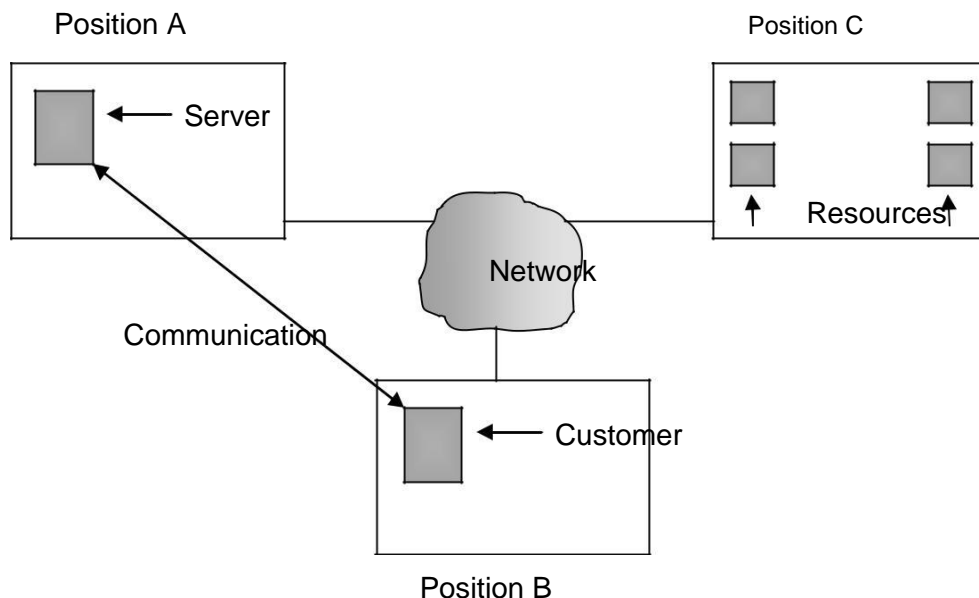 Position A
Position C
Server
Resources
Network
Communication
Customer
Position B